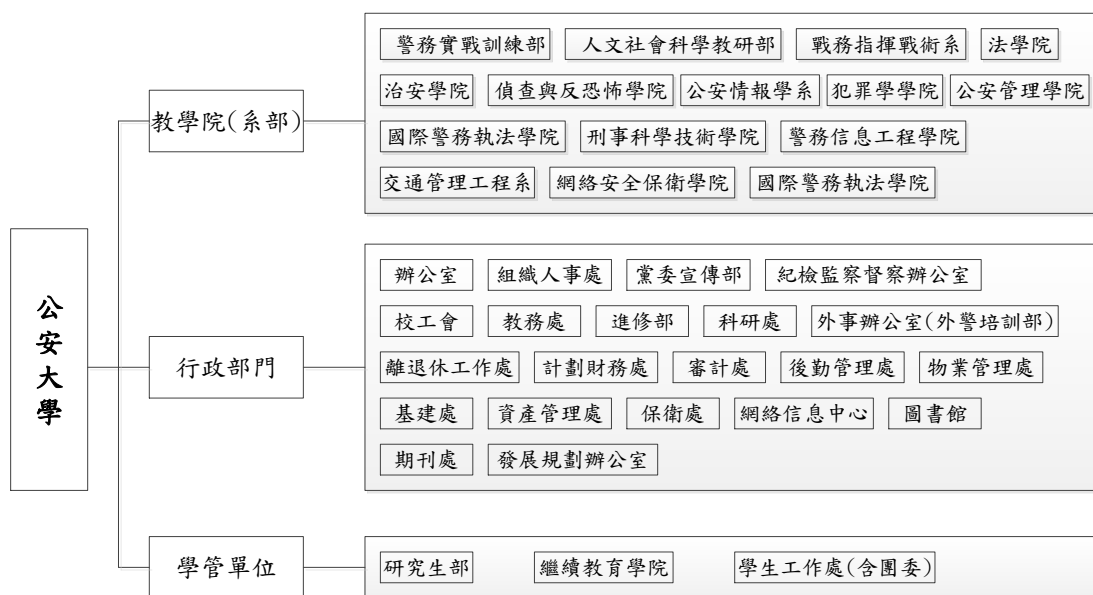 警務實戰訓練部 人文社會科學教研部 戰務指揮戰術系 法學院
治安學院 偵查與反恐怖學院 公安情報學系 犯罪學學院 公安管理學院
教學院(系部)
國際警務執法學院 刑事科學技術學院 警務信息工程學院
交通管理工程系 網絡安全保衛學院 國際警務執法學院
公安大學
辦公室 組織人事處 黨委宣傳部 紀檢監察督察辦公室
校工會 教務處 進修部 科研處 外事辦公室(外警培訓部)
行政部門
離退休工作處 計劃財務處 審計處 後勤管理處 物業管理處
基建處 資產管理處 保衛處 網絡信息中心 圖書館
期刊處 發展規劃辦公室
學管單位
研究生部 繼續教育學院 學生工作處(含團委)